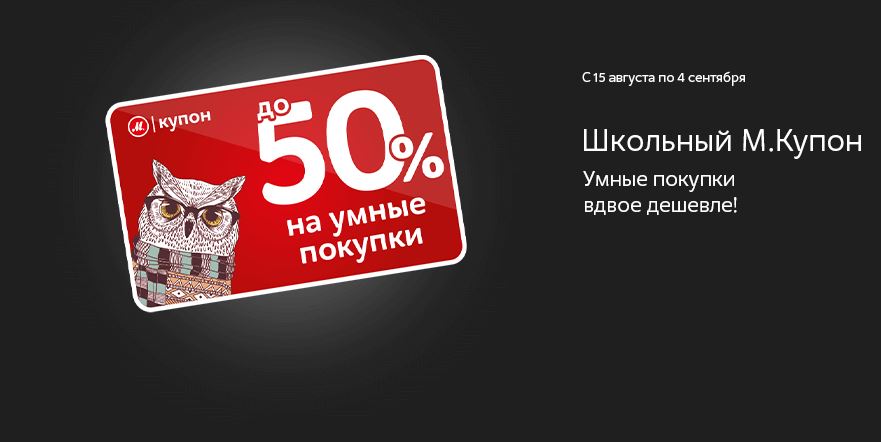 М | купон
до
50%
на умные
покупки
С 15 августа по 4 сентября
Школьный М.Купон
Умные покупки
вдвое дешевле!